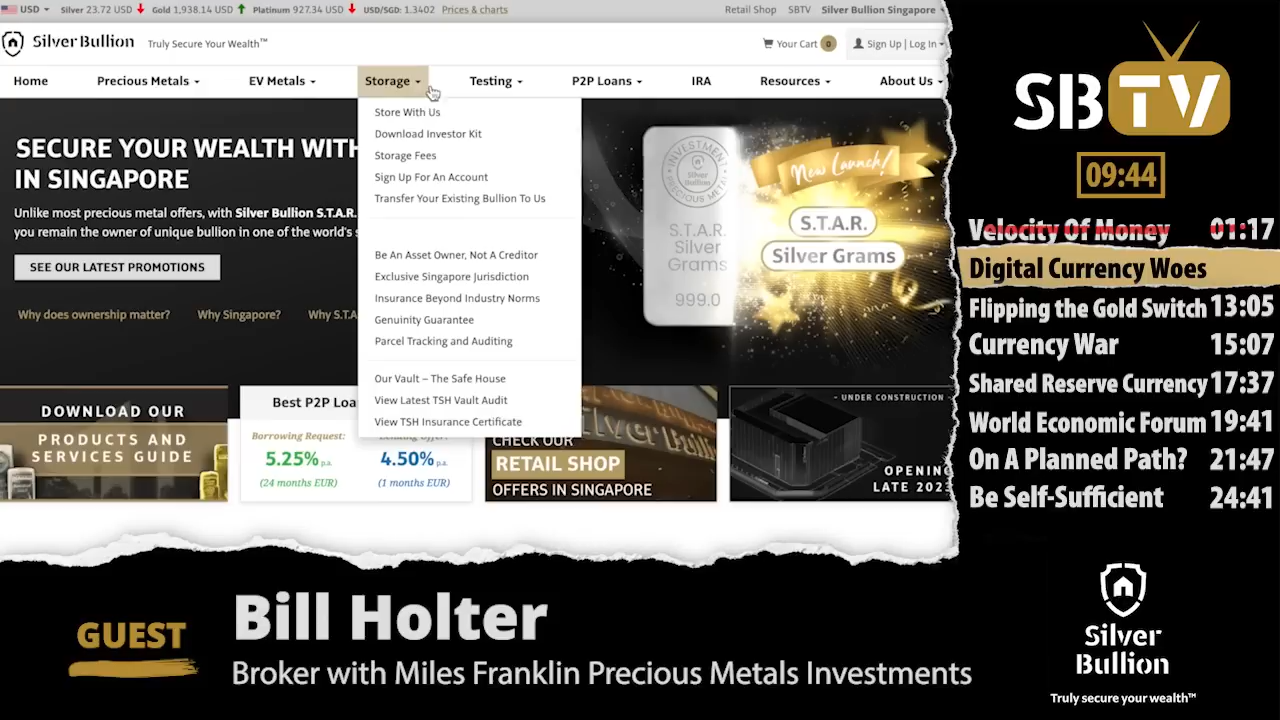 USD Silver 23.72 USD Gold 1,938.14 USD Platinum 927.34 USD USD/SGD: 1.3402 Prices & charts Retail Shop SBTV Silver Bullion Singapore
Silver Bullion Truly Secure Your Wealth™ Your Cart 0 Sign Up | Log In
Home Precious Metals EV Metals Storage Testing P2P Loans IRA Resources About Us
Store With Us
Download Investor Kit
Storage Fees
Sign Up For An Account
Transfer Your Existing Bullion To Us
Be An Asset Owner, Not A Creditor
Exclusive Singapore Jurisdiction
Insurance Beyond Industry Norms
Genuinity Guarantee
Parcel Tracking and Auditing
Our Vault – The Safe House
View Latest TSH Vault Audit
View TSH Insurance Certificate
SECURE YOUR WEALTH WITH
IN SINGAPORE
Unlike most precious metal offers, with Silver Bullion S.T.A.R.
you remain the owner of unique bullion in one of the world's
SEE OUR LATEST PROMOTIONS
Why does ownership matter? Why Singapore? Why S.T.A
INVESTMENT
PRECIOUS METAL
Silver
Bullion
S.T.A.R.
Silver
Grams
999.0
New Launch!
S.T.A.R.
Silver Grams
DOWNLOAD OUR
PRODUCTS AND
SERVICES GUIDE
Best P2P Loa
Borrowing Request:
5.25% p.a.
(24 months EUR)
4.50% p.a.
(1 months EUR)
CHECK OUR
RETAIL SHOP
OFFERS IN SINGAPORE
– UNDER CONSTRUCTION
OPENING
LATE 202
SBTV
09:44
Velocity Of Money 01:17
Digital Currency Woes
Flipping the Gold Switch 13:05
Currency War 15:07
Shared Reserve Currency 17:37
World Economic Forum 19:41
On A Planned Path? 21:47
Be Self-Sufficient 24:41
GUEST
Bill Holter
Broker with Miles Franklin Precious Metals Investments
Silver
Bullion
Truly secure your wealth™